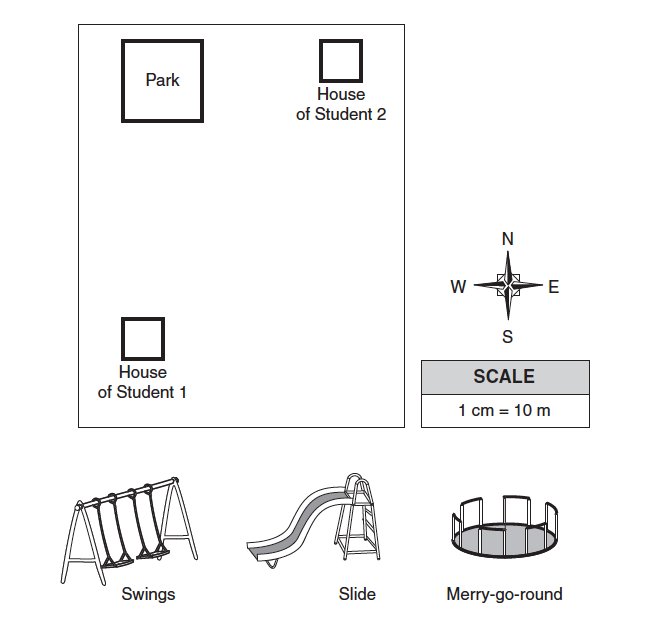 Park
House
of Student 2
N
W
E
S
House
of Student 1
SCALE
1 cm = 10 m
Swings
Slide
Merry-go-round